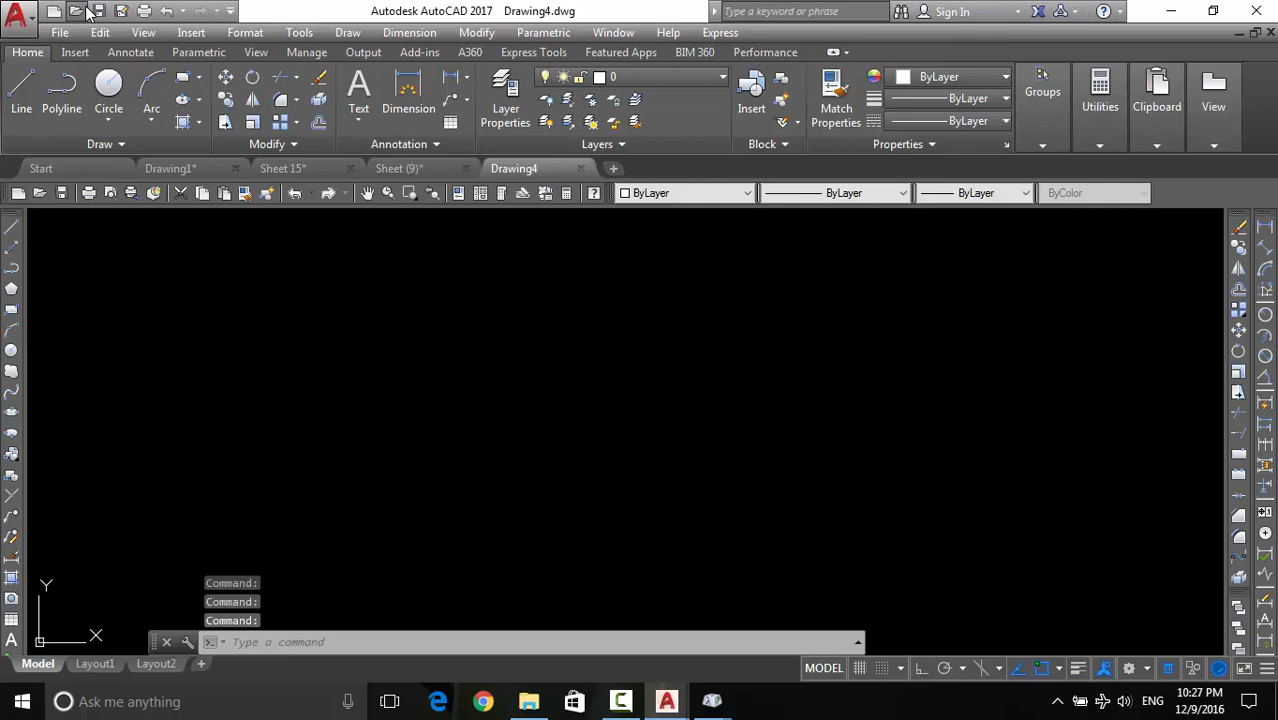 Autodesk AutoCAD 2017 Drawing4.dwg
Type a keyword or phrase
Sign In
File Edit View Insert Format Tools Draw Dimension Modify Parametric Window Help Express
Home Insert Annotate Parametric View Manage Output Add-ins A360 Express Tools Featured Apps BIM 360 Performance
Line Polyline Circle Arc
Text Dimension
Layer Properties
0
Insert
Match Properties
ByLayer
ByLayer
ByLayer
Groups Utilities Clipboard View
Draw Modify Annotation Layers Block Properties
Start Drawing1* Sheet 15* Sheet (9)* Drawing4
ByLayer ByLayer ByLayer ByColor
Y
X
Command:
Command:
Command:
Type a command
Model Layout1 Layout2
MODEL
Ask me anything
ENG
10:27 PM
12/9/2016